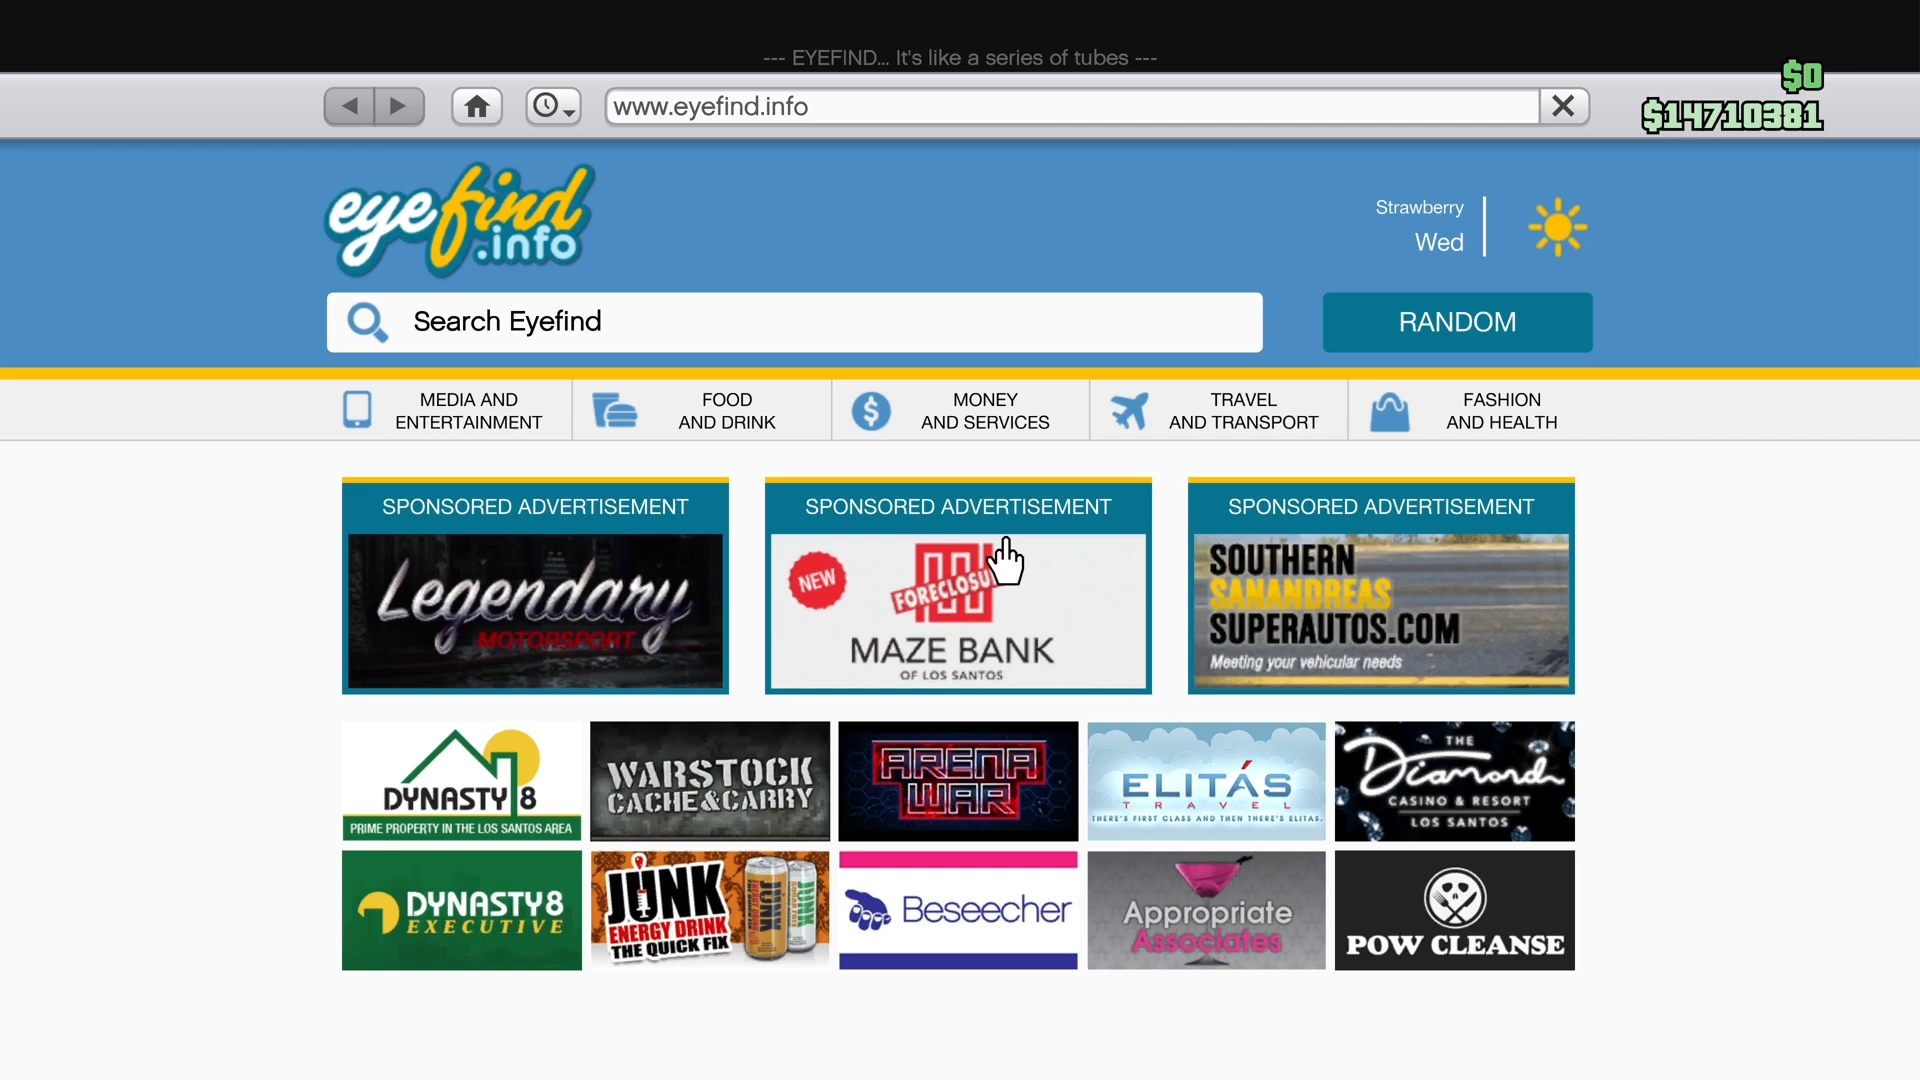 --- EYEFIND... It's like a series of tubes ---
$0
www.eyefind.info
$14710381
eyefind
.info
Strawberry
Wed
Search Eyefind
RANDOM
MEDIA AND
ENTERTAINMENT
FOOD
AND DRINK
MONEY
AND SERVICES
TRAVEL
AND TRANSPORT
FASHION
AND HEALTH
SPONSORED ADVERTISEMENT
Legendary
MOTORSPORT
SPONSORED ADVERTISEMENT
NEW
FORECLOSU
MAZE BANK
OF LOS SANTOS
SPONSORED ADVERTISEMENT
SOUTHERN
SANANDREAS
SUPERAUTOS.COM
Meeting your vehicular needs
DYNASTY 8
PRIME PROPERTY IN THE LOS SANTOS AREA
WARSTOCK
CACHE&CARRY
ARENA
WAR
ELITÁS
TRAVEL
THERE'S FIRST CLASS AND THEN THERE'S ELITAS.
THE
Diamond
CASINO & RESORT
LOS SANTOS
DYNASTY8
EXECUTIVE
JUNK
ENERGY DRINK
THE QUICK FIX
JUNK
JUNK
Beseecher
Appropriate
Associates
POW CLEANSE